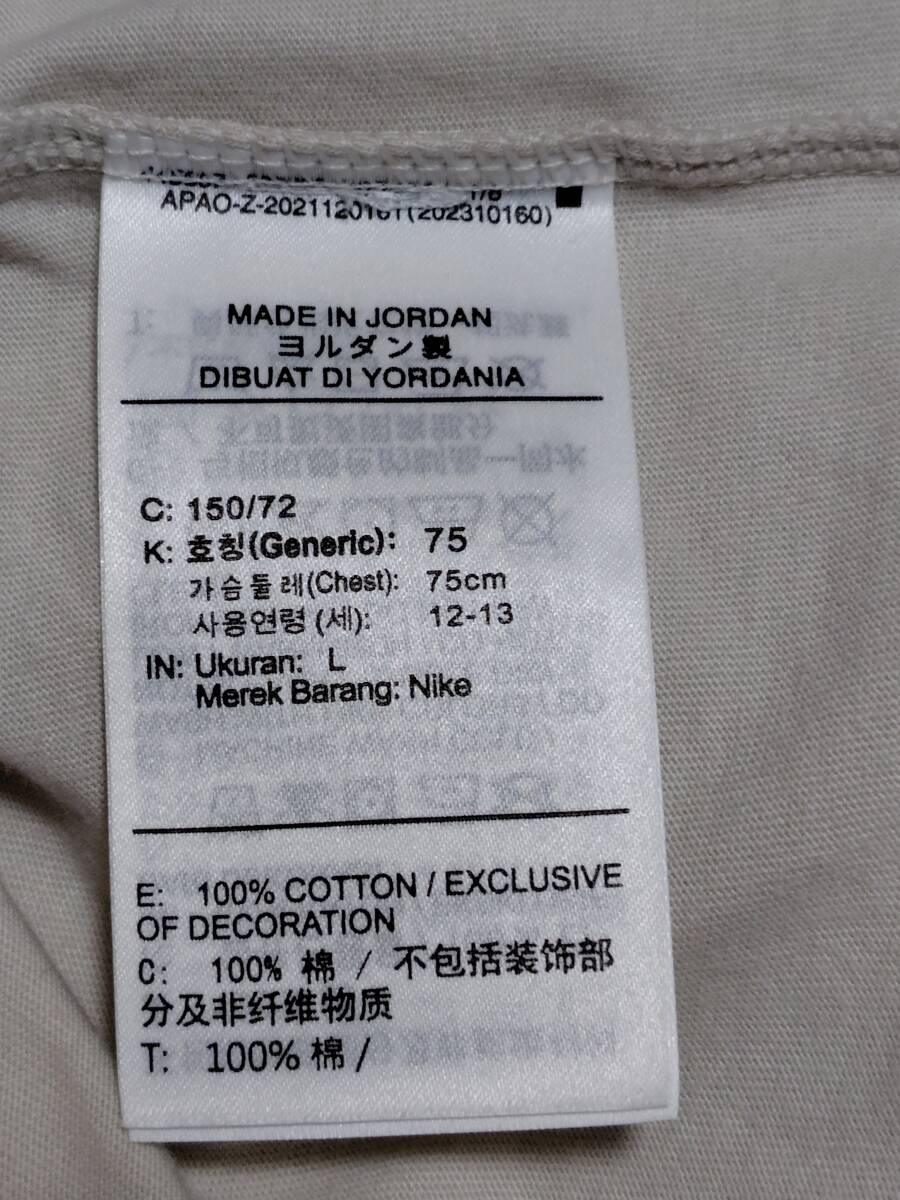 1/6
APAO-Z-2021120161(202310160)
MADE IN JORDAN
ヨルダン製
DIBUAT DI YORDANIA
C: 150/72
K: 호칭(Generic): 75
가슴둘레(Chest): 75cm
사용연령(세): 12-13
IN: Ukuran: L
Merek Barang: Nike
E: 100% COTTON / EXCLUSIVE
OF DECORATION
C: 100% 棉 / 不包括装饰部
分及非纤维物质
T: 100% 棉 /